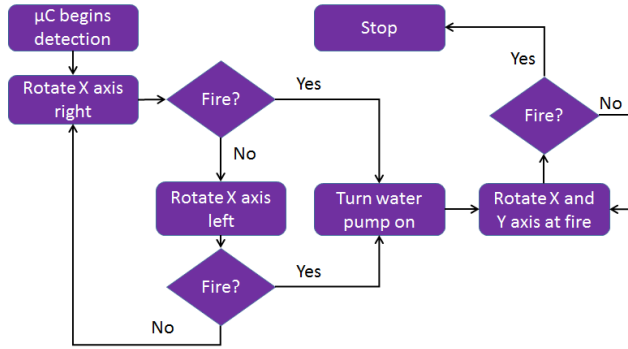 µC begins
detection
Rotate X axis
right
Fire?
Yes
No
Rotate X axis
left
Fire?
Yes
No
Turn water
pump on
Rotate X and
Y axis at fire
Fire?
Yes
No
Stop